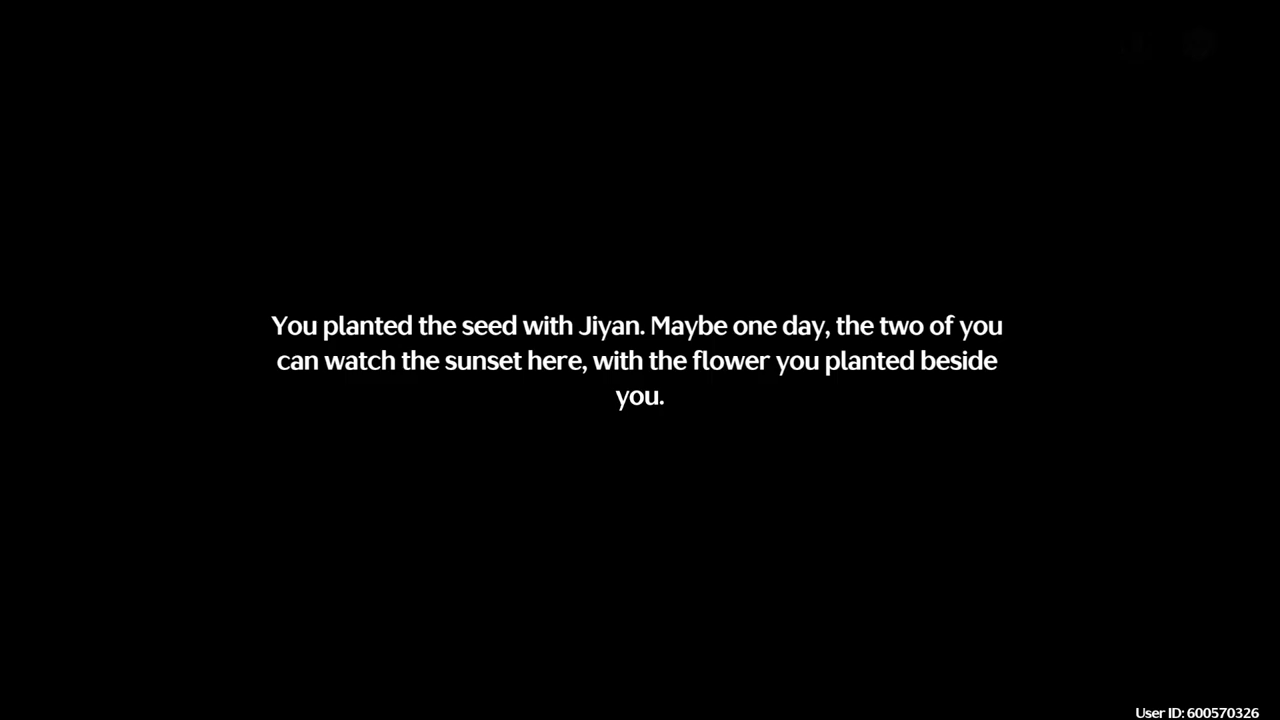 You planted the seed with Jiyan. Maybe one day, the two of you
can watch the sunset here, with the flower you planted beside
you.
User ID: 600570326